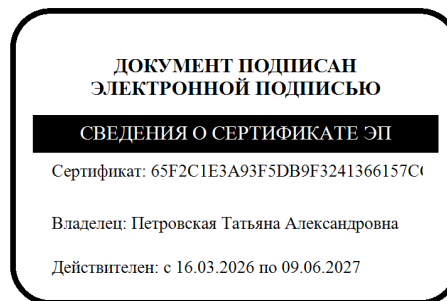 ДОКУМЕНТ ПОДПИСАН
ЭЛЕКТРОННОЙ ПОДПИСЬЮ
СВЕДЕНИЯ О СЕРТИФИКАТЕ ЭП
Сертификат: 65F2C1E3A93F5DB9F3241366157C
Владелец: Петровская Татьяна Александровна
Действителен: с 16.03.2026 по 09.06.2027